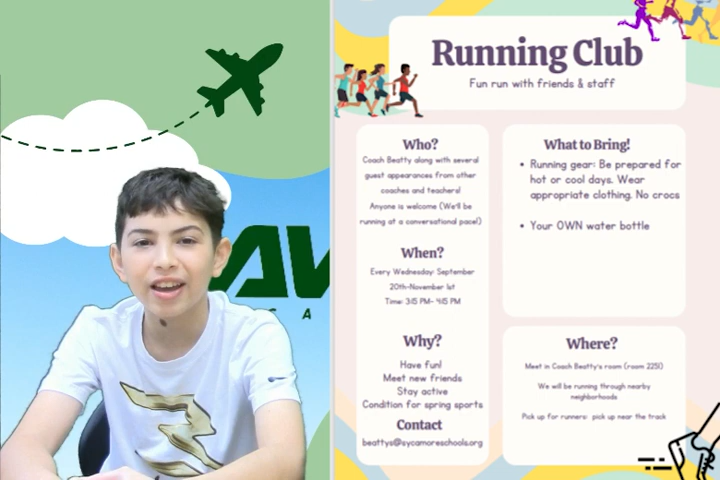 AV
C A
Running Club
Fun run with friends & staff
Who?
Coach Beatty along with several
guest appearances from other
coaches and teachers!
Anyone is welcome (We'll be
running at a conversational pace!)
When?
Every Wednesday: September
20th-November 1st
Time: 3:15 PM- 4:15 PM
Why?
Have fun!
Meet new friends
Stay active
Condition for spring sports
Contact
beattys@sycamoreschools.org
What to Bring!
• Running gear: Be prepared for
hot or cool days. Wear
appropriate clothing. No crocs
• Your OWN water bottle
Where?
Meet in Coach Beatty's room (room 2251)
We will be running through nearby
neighborhoods
Pick up for runners: pick up near the track